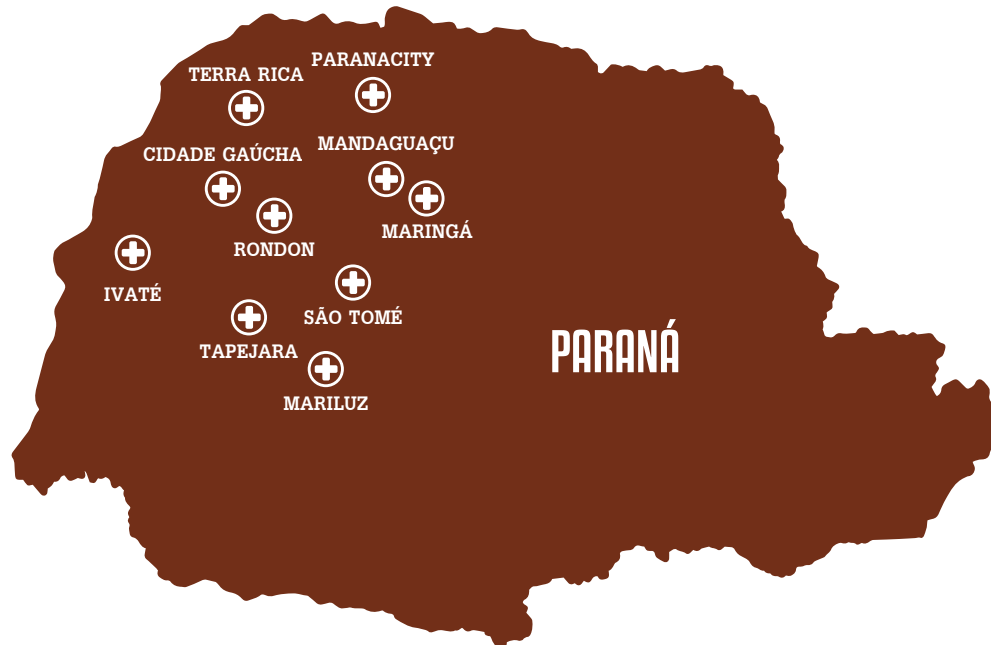 PARANACITY
TERRA RICA
MANDAGUAÇU
CIDADE GAÚCHA
MARINGÁ
RONDON
IVATÉ
SÃO TOMÉ
PARANÁ
TAPEJARA
MARILUZ